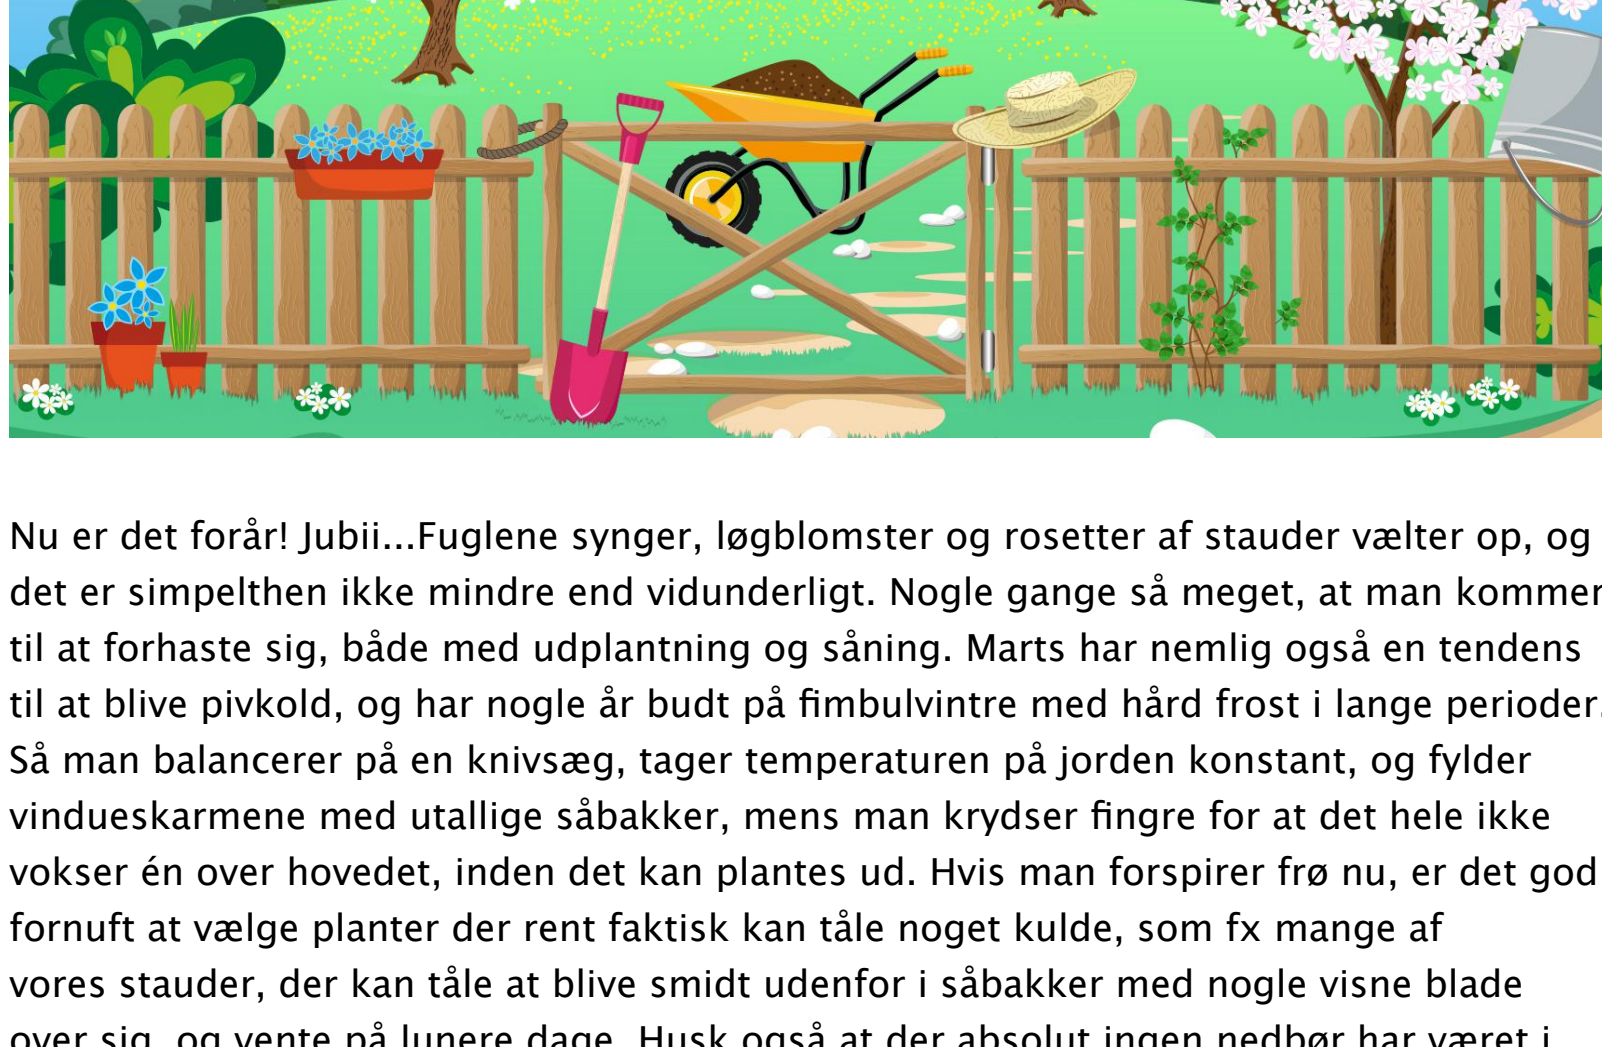 Nu er det forår! Jubii...Fuglene synger, løgblomster og rosetter af stauder vælter op, og
det er simpelthen ikke mindre end vidunderligt. Nogle gange så meget, at man kommer
til at forhaste sig, både med udplantning og såning. Marts har nemlig også en tendens
til at blive pivkold, og har nogle år budt på fimbulvintre med hård frost i lange perioder.
Så man balancerer på en knivsæg, tager temperaturen på jorden konstant, og fylder
vindueskarmene med utallige såbakker, mens man krydser fingre for at det hele ikke
vokser én over hovedet, inden det kan plantes ud. Hvis man forspirer frø nu, er det god
fornuft at vælge planter der rent faktisk kan tåle noget kulde, som fx mange af
vores stauder, der kan tåle at blive smidt udenfor i såbakker med nogle visne blade
over sig, og vente på lunere dage. Husk også at der absolut ingen nedbør har været i